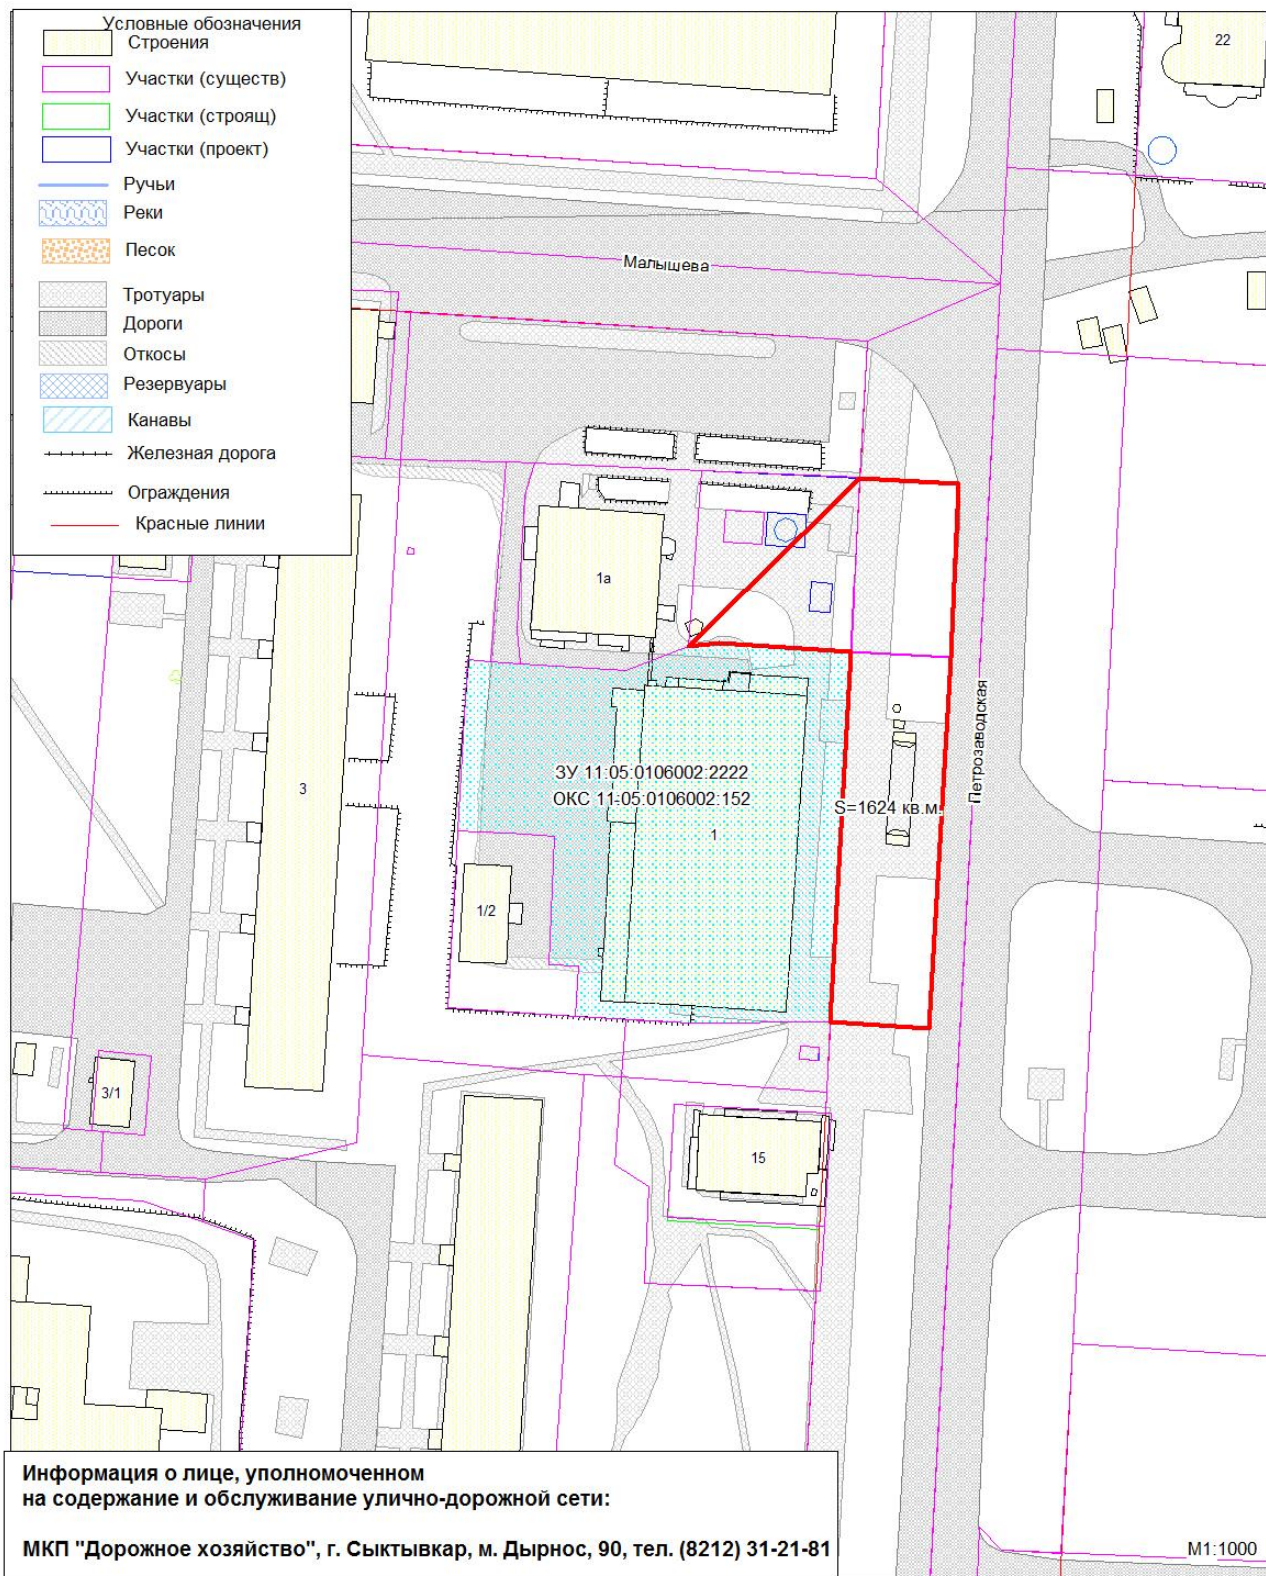 Условные обозначения
Строения
Участки (существ)
Участки (строящ)
Участки (проект)
Ручьи
Реки
Песок
Тротуары
Дороги
Откосы
Резервуары
Канавы
Железная дорога
Ограждения
Красные линии
22
Малышева
1а
Петрозаводская
ЗУ 11:05:0106002:2222
ОКС 11-05:0106002:152
3
S=1624 кв.м.
1
1/2
3/1
15
Информация о лице, уполномоченном
на содержание и обслуживание улично-дорожной сети:
МКП "Дорожное хозяйство", г. Сыктывкар, м. Дырнос, 90, тел. (8212) 31-21-81
М1:1000